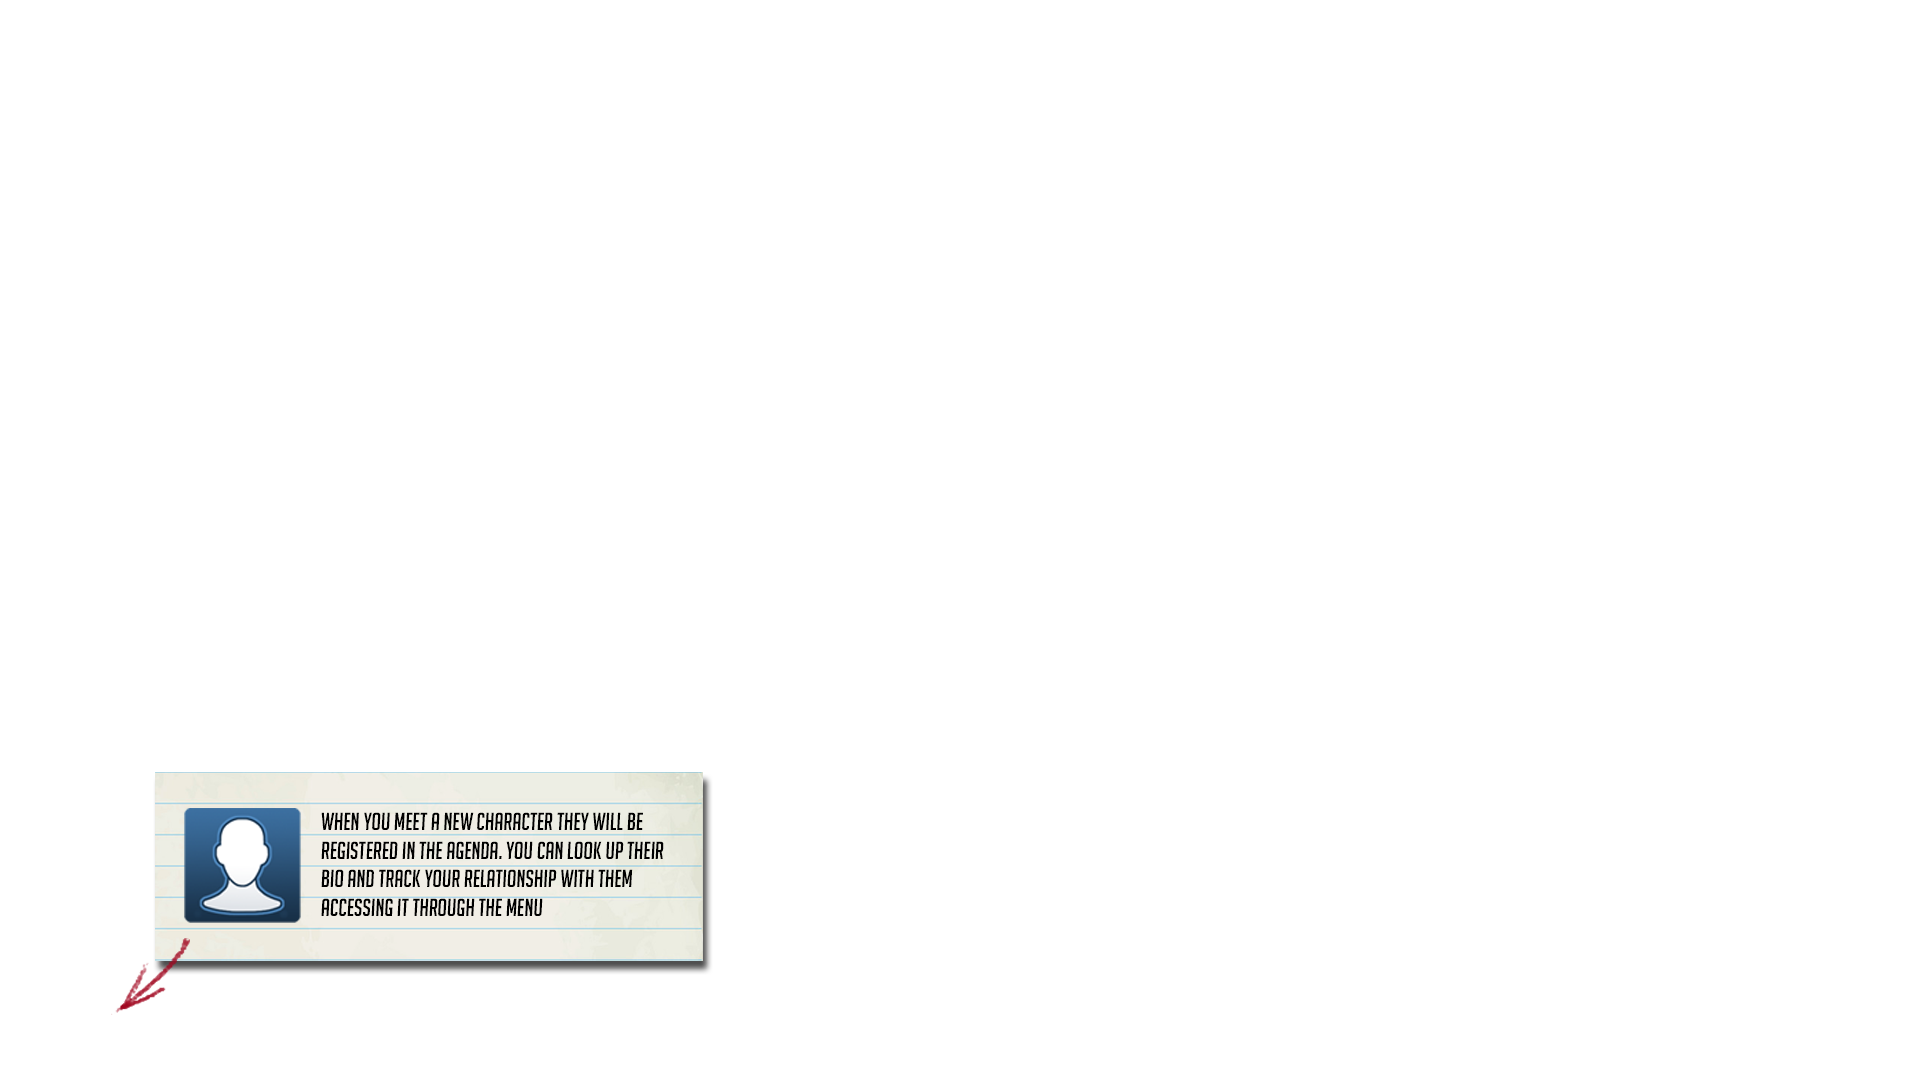 WHEN YOU MEET A NEW CHARACTER THEY WILL BE
REGISTERED IN THE AGENDA. YOU CAN LOOK UP THEIR
BIO AND TRACK YOUR RELATIONSHIP WITH THEM
ACCESSING IT THROUGH THE MENU